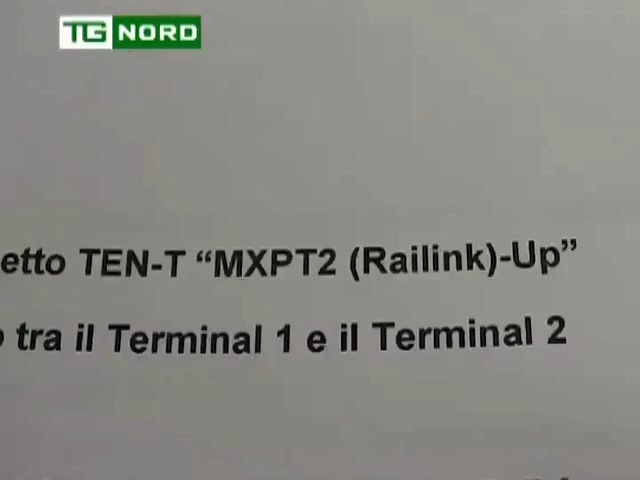 TG NORD
etto TEN-T “MXPT2 (Railink)-Up”
tra il Terminal 1 e il Terminal 2